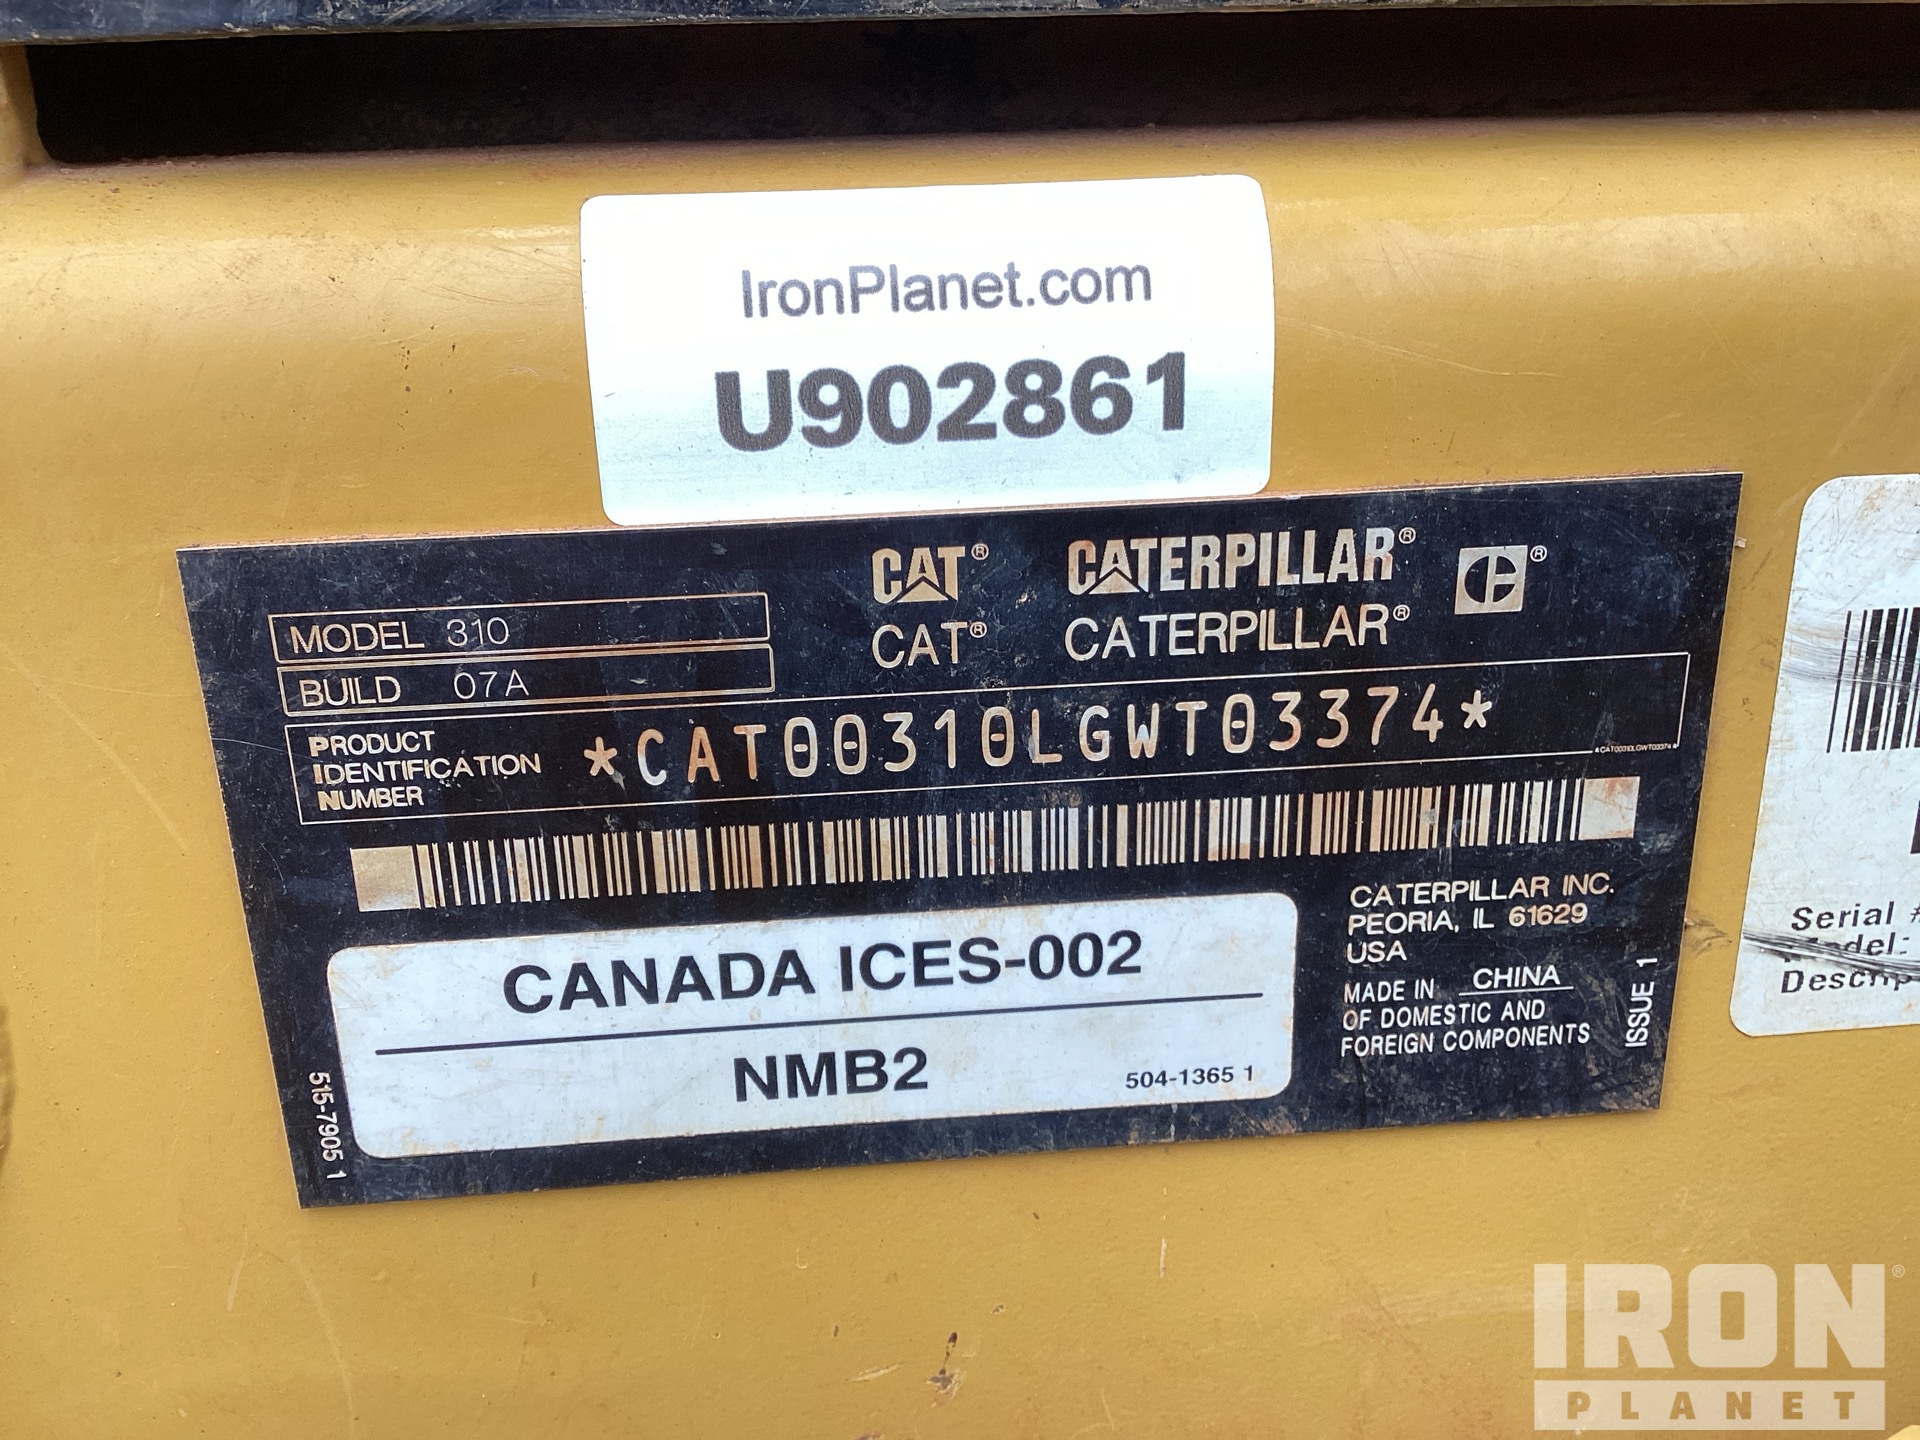 IronPlanet.com
U902861
CAT® CATERPILLAR® ®
CAT® CATERPILLAR®
MODEL 310
BUILD 07A
PRODUCT
IDENTIFICATION
NUMBER
*CAT00310LGWT03374*
*CAT00310LGWT03374*
CANADA ICES-002
NMB2
504-1365 1
515-7905 1
CATERPILLAR INC.
PEORIA, IL 61629
USA
MADE IN CHINA
OF DOMESTIC AND
FOREIGN COMPONENTS
ISSUE 1
Serial #
IRON®
PLANET